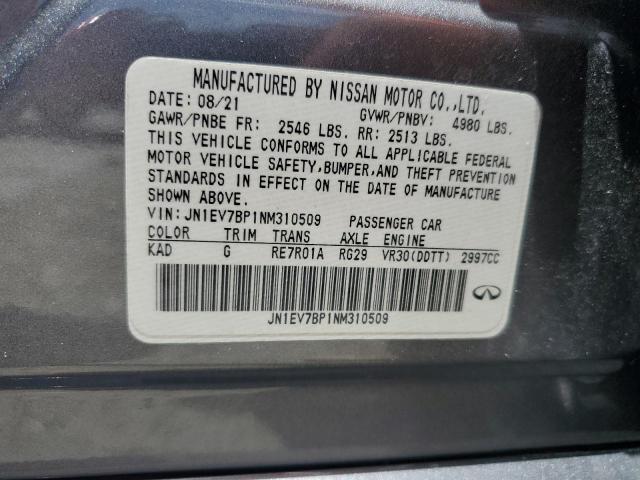 MANUFACTURED BY NISSAN MOTOR CO.,LTD.
DATE: 08/21 GVWR/PNBV: 4980 LBS.
GAWR/PNBE FR: 2546 LBS. RR: 2513 LBS.
THIS VEHICLE CONFORMS TO ALL APPLICABLE FEDERAL
MOTOR VEHICLE SAFETY,BUMPER,AND THEFT PREVENTION
STANDARDS IN EFFECT ON THE DATE OF MANUFACTURE
SHOWN ABOVE.
VIN: JN1EV7BP1NM310509 PASSENGER CAR
COLOR TRIM TRANS AXLE ENGINE
KAD G RE7R01A RG29 VR30(DDTT) 2997CC
JN1EV7BP1NM310509